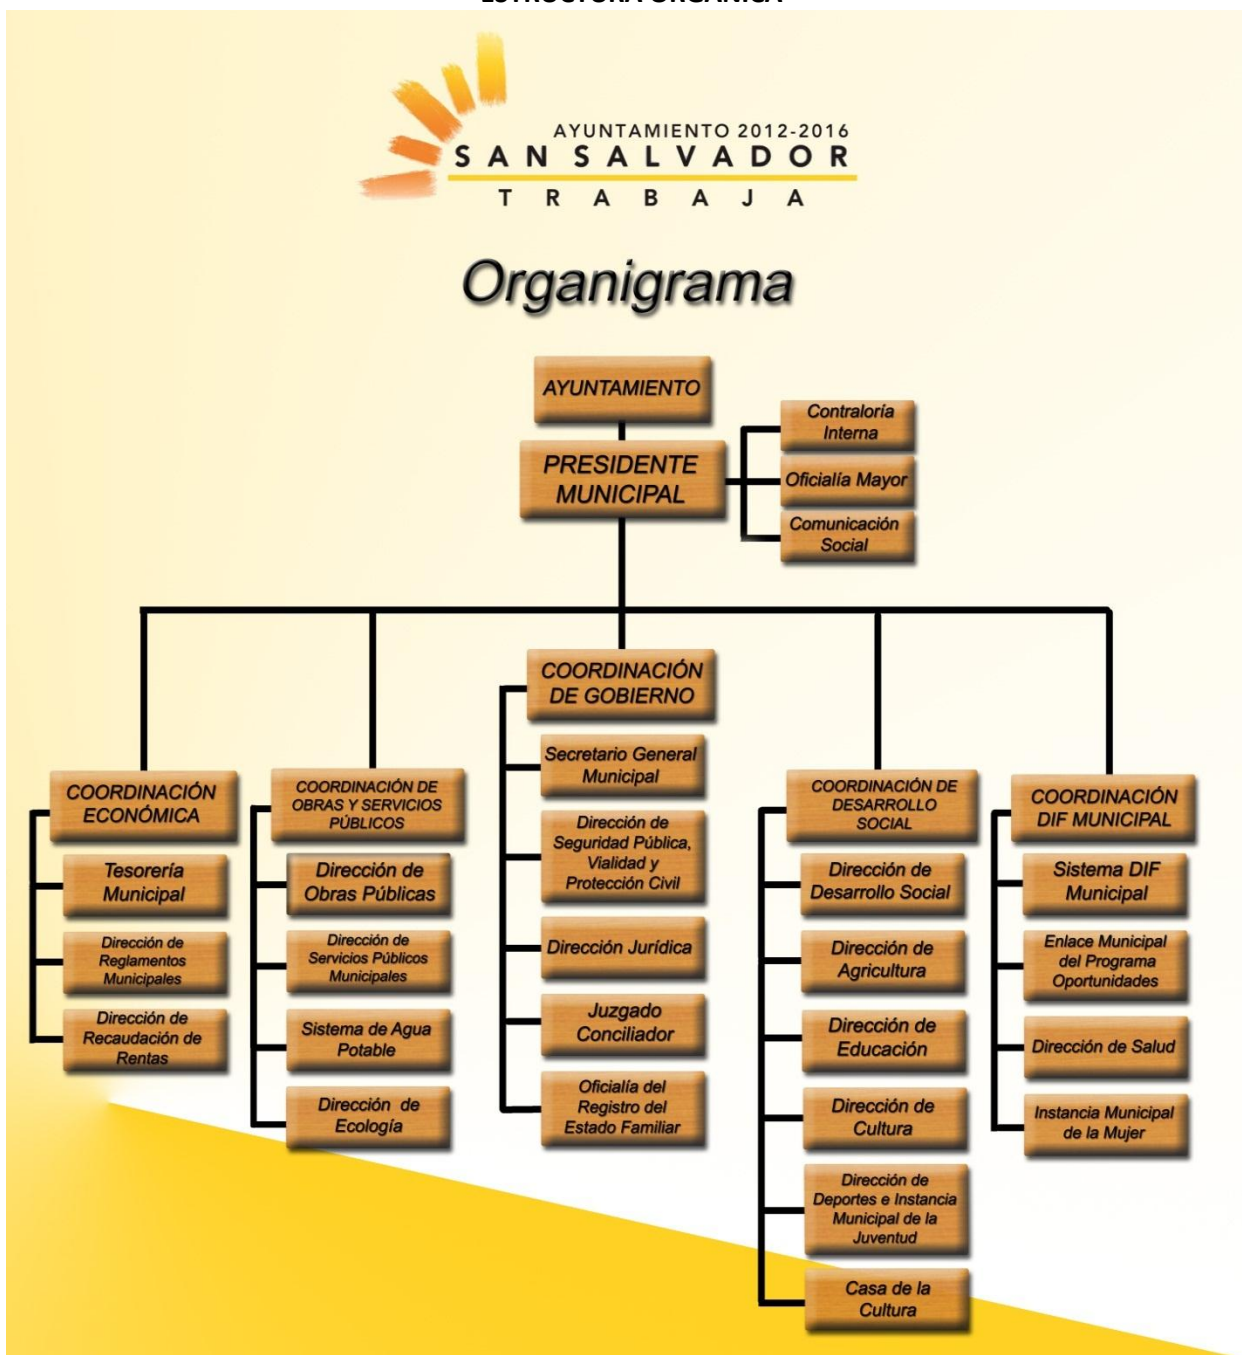 ESTRUCTURA ORGÁNICA
AYUNTAMIENTO 2012-2016
SAN SALVADOR
TRABAJA
Organigrama
AYUNTAMIENTO
PRESIDENTE
MUNICIPAL
Contraloría
Interna
Oficialía Mayor
Comunicación
Social
COORDINACIÓN
ECONÓMICA
Tesorería
Municipal
Dirección de
Reglamentos
Municipales
Dirección de
Recaudación de
Rentas
COORDINACIÓN DE
OBRAS Y SERVICIOS
PÚBLICOS
Dirección de
Obras Públicas
Dirección de
Servicios Públicos
Municipales
Sistema de Agua
Potable
Dirección de
Ecología
COORDINACIÓN
DE GOBIERNO
Secretario General
Municipal
Dirección de
Seguridad Pública,
Vialidad y
Protección Civil
Dirección Jurídica
Juzgado
Conciliador
Oficialía del
Registro del
Estado Familiar
COORDINACIÓN DE
DESARROLLO
SOCIAL
Dirección de
Desarrollo Social
Dirección de
Agricultura
Dirección de
Educación
Dirección de
Cultura
Dirección de
Deportes e Instancia
Municipal de la
Juventud
Casa de la
Cultura
COORDINACIÓN
DIF MUNICIPAL
Sistema DIF
Municipal
Enlace Municipal
del Programa
Oportunidades
Dirección de Salud
Instancia Municipal
de la Mujer